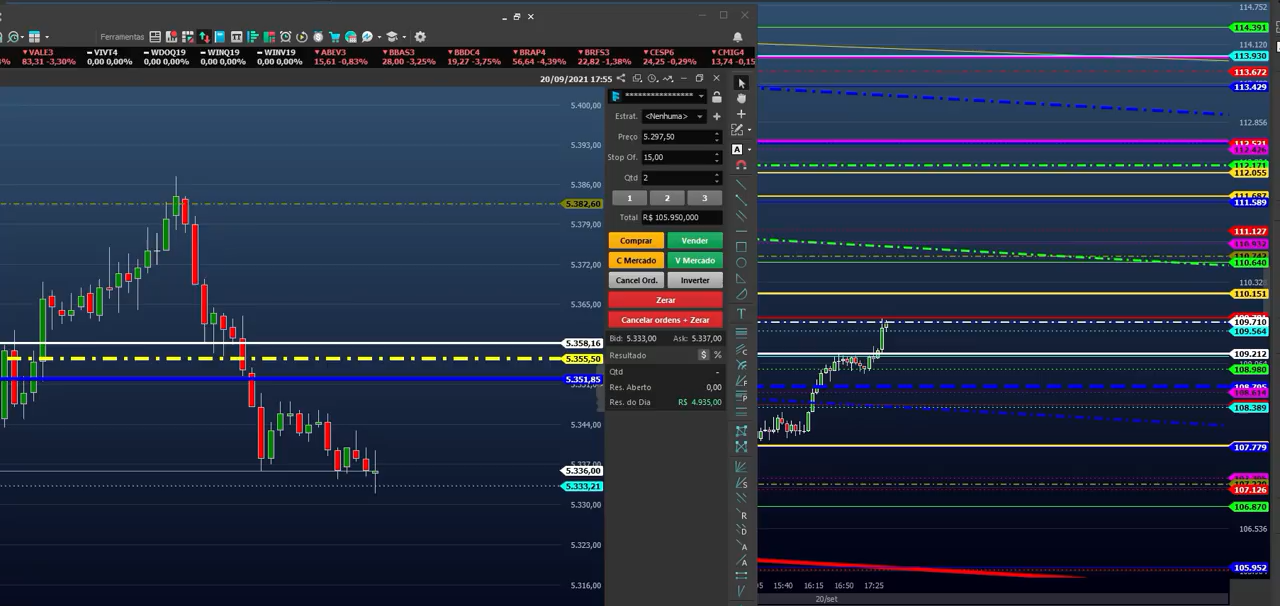 Ferramentas
VALE3 VIVT4 WDOQ19 WINQ19 WINV19 ABEV3 BBAS3 BBDC4 BRAP4 BRFS3 CESP6 CMIG4
83,31 -3,30% 0,00 0,00% 0,00 0,00% 0,00 0,00% 0,00 0,00% 15,61 -0,83% 28,00 -3,25% 19,27 -3,75% 56,64 -4,39% 22,82 -1,38% 24,25 -0,29% 13,74 -0,15
20/09/2021 17:55
5.400,00
5.393,00
5.386,00
5.382,60
5.379,00
5.372,00
5.365,00
5.358,16
5.355,50
5.351,85
5.344,00
5.336,00
5.333,21
5.330,00
5.323,00
5.316,00
*****************
Estrat. <Nenhuma>
Preço 5.297,50
Stop Of. 15,00
Qtd 2
1 2 3
Total R$ 105.950,000
Comprar Vender
C Mercado V Mercado
Cancel Ord. Inverter
Zerar
Cancelar ordens + Zerar
Bid: 5.333,00 Ask: 5.337,00
Resultado $ %
Qtd -
Res. Aberto 0,00
Res. do Dia R$ 4.935,00
114.752
114.391
114.120
113.930
113.672
113.429
112.856
112.426
112.171
112.055
111.589
111.127
110.932
110.640
110.151
109.710
109.564
109.212
108.980
108.614
108.389
107.779
107.126
106.870
106.536
105.952
15:40 16:15 16:50 17:25
20/set